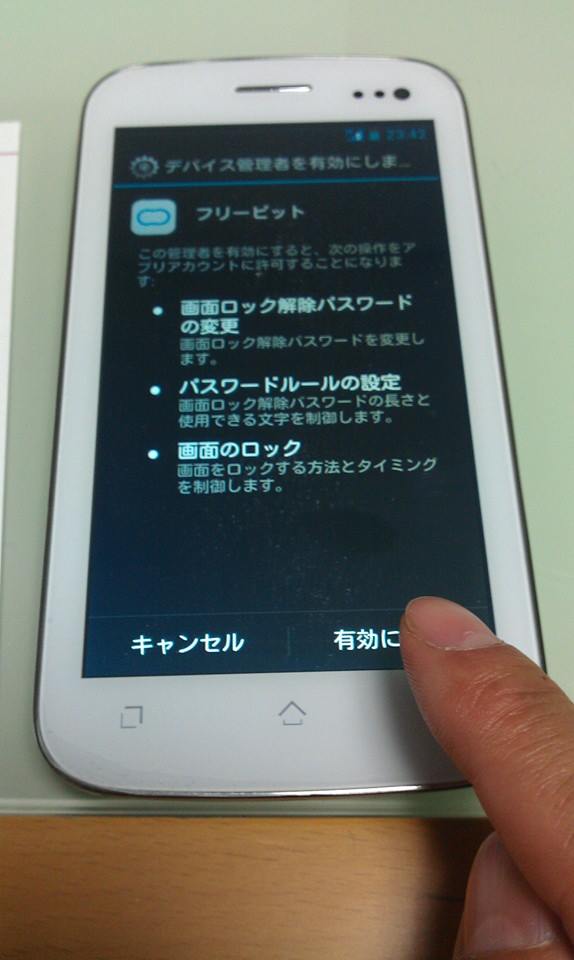 23:42
デバイス管理者を有効にしま...
フリービット
この管理者を有効にすると、次の操作をア
プリアカウントに許可することになりま
す:
• 画面ロック解除パスワード
の変更
画面ロック解除パスワードを変更し
ます。
• パスワードルールの設定
画面ロック解除パスワードの長さと
使用できる文字を制御します。
• 画面のロック
画面をロックする方法とタイミング
を制御します。
キャンセル
有効に